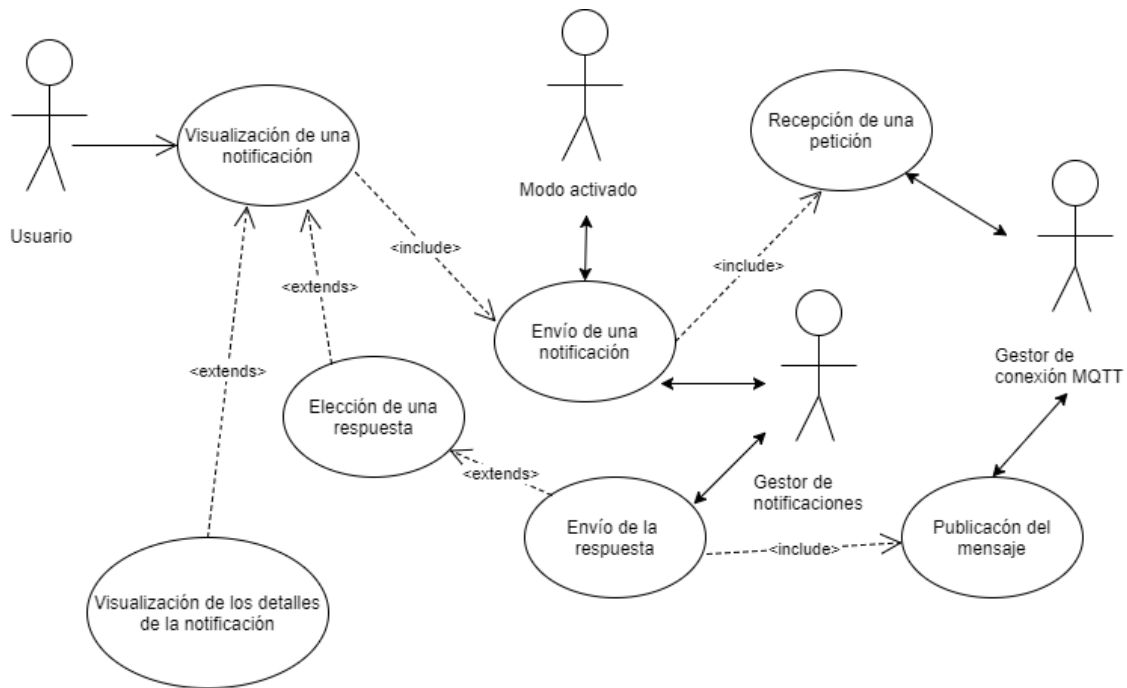 Visualización de una
notificación
Recepción de una
petición
Modo activado
Usuario
<include>
<include>
<extends>
Envío de una
notificación
Gestor de
conexión MQTT
<extends>
Elección de una
respuesta
<extends>
Gestor de
notificaciones
Envío de la
respuesta
<include>
Publicacón del
mensaje
Visualización de los detalles
de la notificación